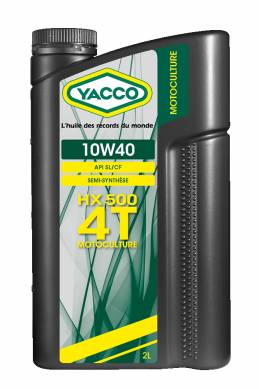 YACCO
L'huile des records du monde
10W40
API SL/CF
SEMI-SYNTHÈSE
HX 500
4T
MOTOCULTURE
2L
MOTOCULTURE